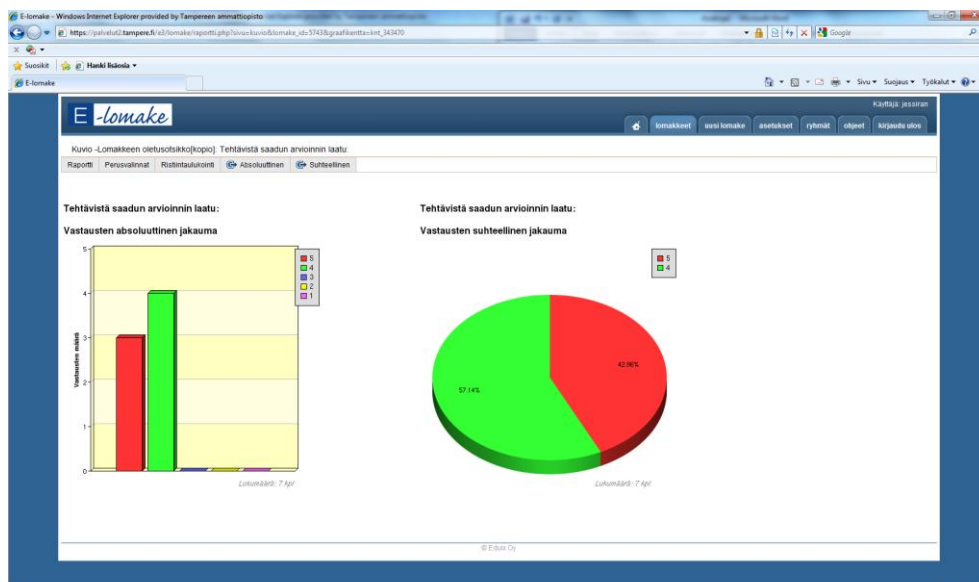 E-lomake - Windows Internet Explorer provided by Tampereen ammattiopisto
https://palvelut2.tampere.fi/e3/lomake/raportti.php?sivu=kuvio&lomake_id=5743&graafikentta=knt_343470
Google
x
Suosikit
Hanki lisäosia
E-lomake
Sivu
Suojaus
Työkalut
E-lomake
Käyttäjä: jessiran
lomakkeet
uusi lomake
asetukset
ryhmät
ohjeet
kirjaudu ulos
Kuvio -Lomakkeen oletusotsikko[kopio]: Tehtävistä saadun arvioinnin laatu:
Raportti
Perusvalinnat
Ristiintaulukointi
Absoluuttinen
Suhteellinen
Tehtävistä saadun arvioinnin laatu:
Vastausten absoluuttinen jakauma
5
4
3
2
1
0
Vastausten määrä
5
4
3
2
1
Lukumäärä: 7 kpl
Tehtävistä saadun arvioinnin laatu:
Vastausten suhteellinen jakauma
5
4
42.86%
57.14%
Lukumäärä: 7 kpl
© Eduix Oy